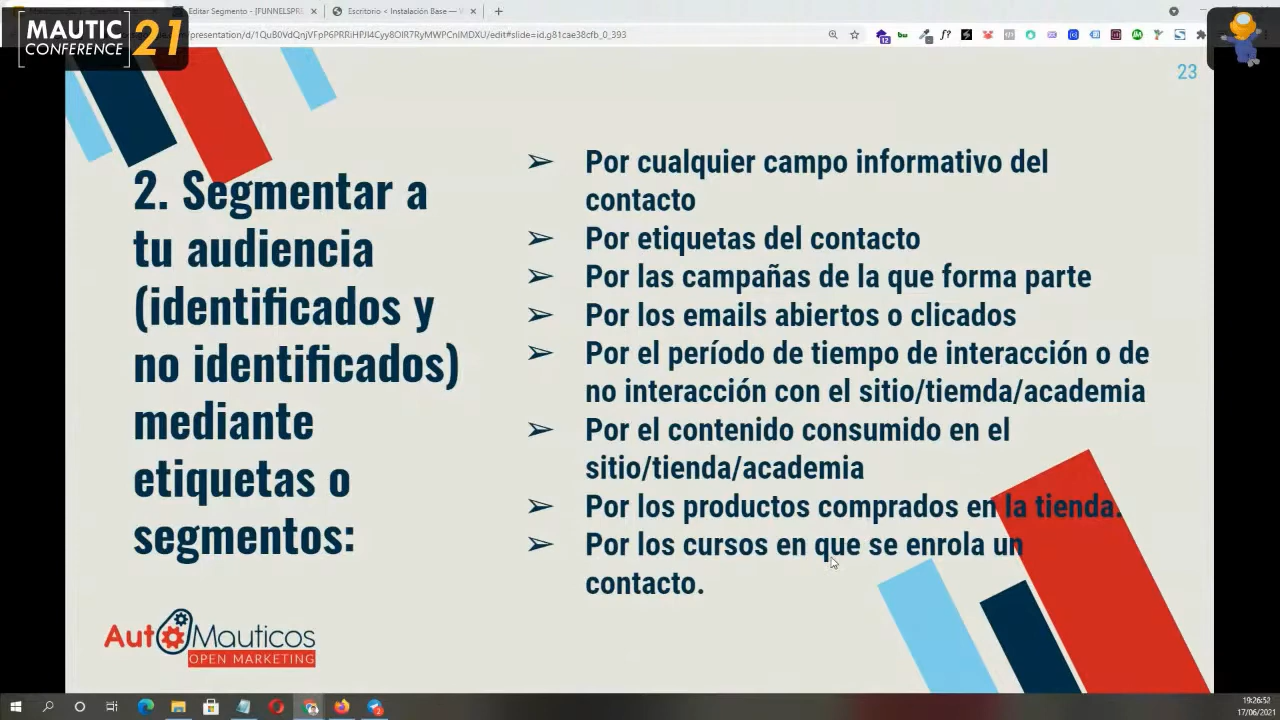 MAUTIC
CONFERENCE
21
Editar Segmento - [FUNNELSPR
Escritorio < Instalación Base — W
23
2. Segmentar a
tu audiencia
(identificados y
no identificados)
mediante
etiquetas o
segmentos:
➢ Por cualquier campo informativo del
contacto
➢ Por etiquetas del contacto
➢ Por las campañas de la que forma parte
➢ Por los emails abiertos o clicados
➢ Por el período de tiempo de interacción o de
no interacción con el sitio/tiemda/academia
➢ Por el contenido consumido en el
sitio/tienda/academia
➢ Por los productos comprados en la tienda.
➢ Por los cursos en que se enrola un
contacto.
AutoMauticos
OPEN MARKETING
19:26:52
17/06/2021